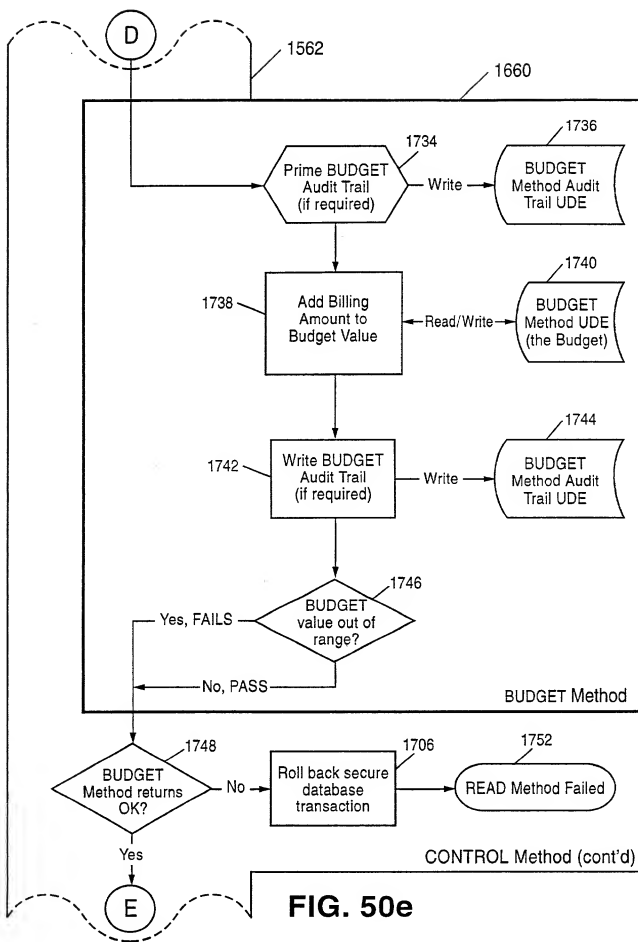 D
1562
1660
1734
1736
Prime BUDGET
Audit Trail
(if required)
Write
BUDGET
Method Audit
Trail UDE
1738
Add Billing
Amount to
Budget Value
Read/Write
1740
BUDGET
Method UDE
(the Budget)
1742
Write BUDGET
Audit Trail
(if required)
Write
1744
BUDGET
Method Audit
Trail UDE
1746
BUDGET
value out of
range?
Yes, FAILS
No, PASS
BUDGET Method
1748
BUDGET
Method returns
OK?
No
1706
Roll back secure
database
transaction
1752
READ Method Failed
Yes
CONTROL Method (cont'd)
E
FIG. 50e